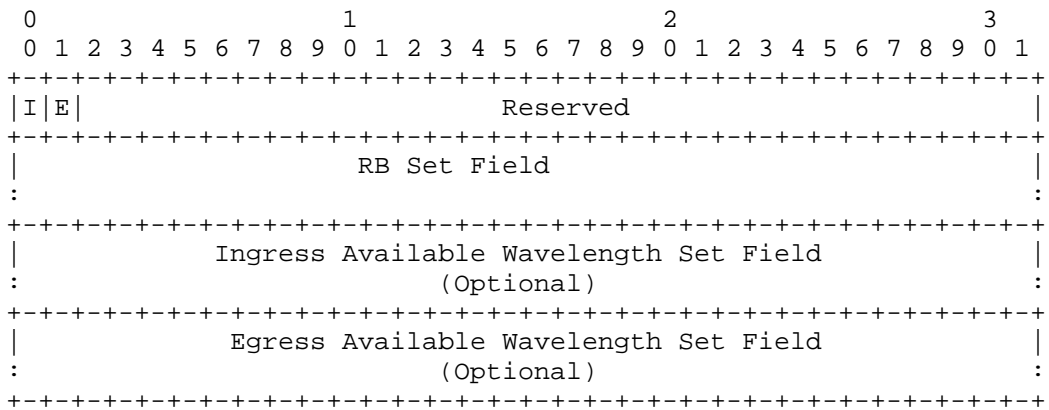 0                   1                   2                   3
 0 1 2 3 4 5 6 7 8 9 0 1 2 3 4 5 6 7 8 9 0 1 2 3 4 5 6 7 8 9 0 1
+-+-+-+-+-+-+-+-+-+-+-+-+-+-+-+-+-+-+-+-+-+-+-+-+-+-+-+-+-+-+-+-+
|I|E|                          Reserved                         |
+-+-+-+-+-+-+-+-+-+-+-+-+-+-+-+-+-+-+-+-+-+-+-+-+-+-+-+-+-+-+-+-+
|                     RB Set Field                              |
:                                                               :
+-+-+-+-+-+-+-+-+-+-+-+-+-+-+-+-+-+-+-+-+-+-+-+-+-+-+-+-+-+-+-+-+
|            Ingress Available Wavelength Set Field             |
:                          (Optional)                           :
+-+-+-+-+-+-+-+-+-+-+-+-+-+-+-+-+-+-+-+-+-+-+-+-+-+-+-+-+-+-+-+-+
|             Egress Available Wavelength Set Field             |
:                          (Optional)                           :
+-+-+-+-+-+-+-+-+-+-+-+-+-+-+-+-+-+-+-+-+-+-+-+-+-+-+-+-+-+-+-+-+